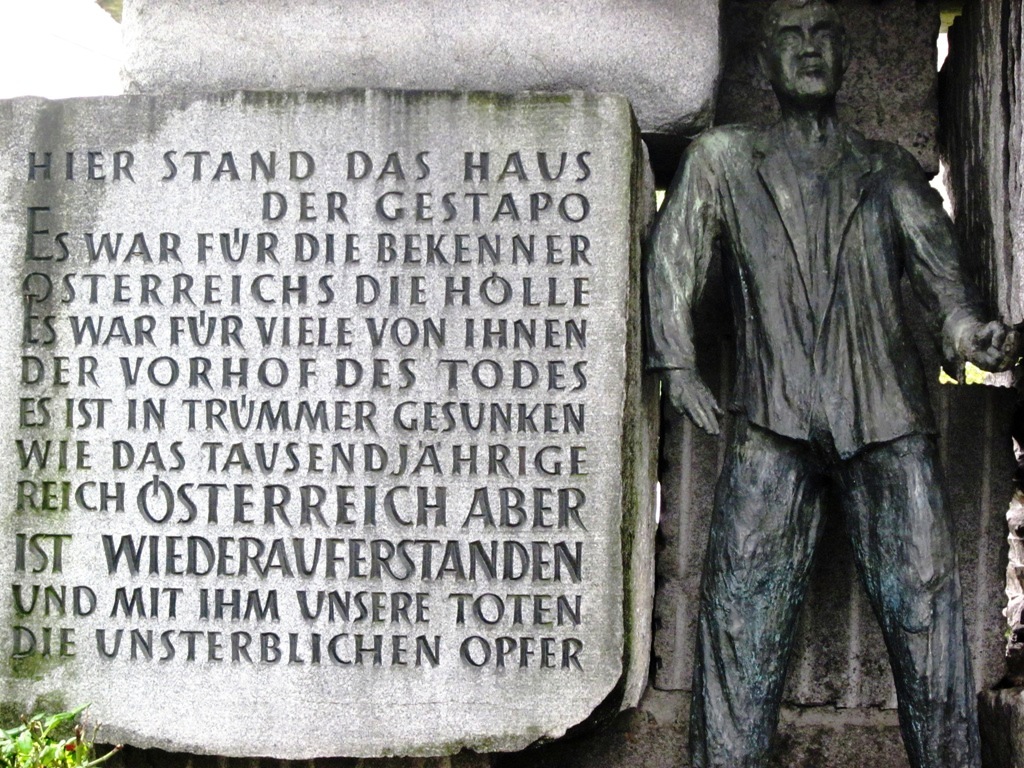 HIER STAND DAS HAUS
DER GESTAPO
ES WAR FÜR DIE BEKENNER
ÖSTERREICHS DIE HÖLLE
ES WAR FÜR VIELE VON IHNEN
DER VORHOF DES TODES
ES IST IN TRÜMMER GESUNKEN
WIE DAS TAUSENDJÄHRIGE
REICH ÖSTERREICH ABER
IST WIEDERAUFERSTANDEN
UND MIT IHM UNSERE TOTEN
DIE UNSTERBLICHEN OPFER